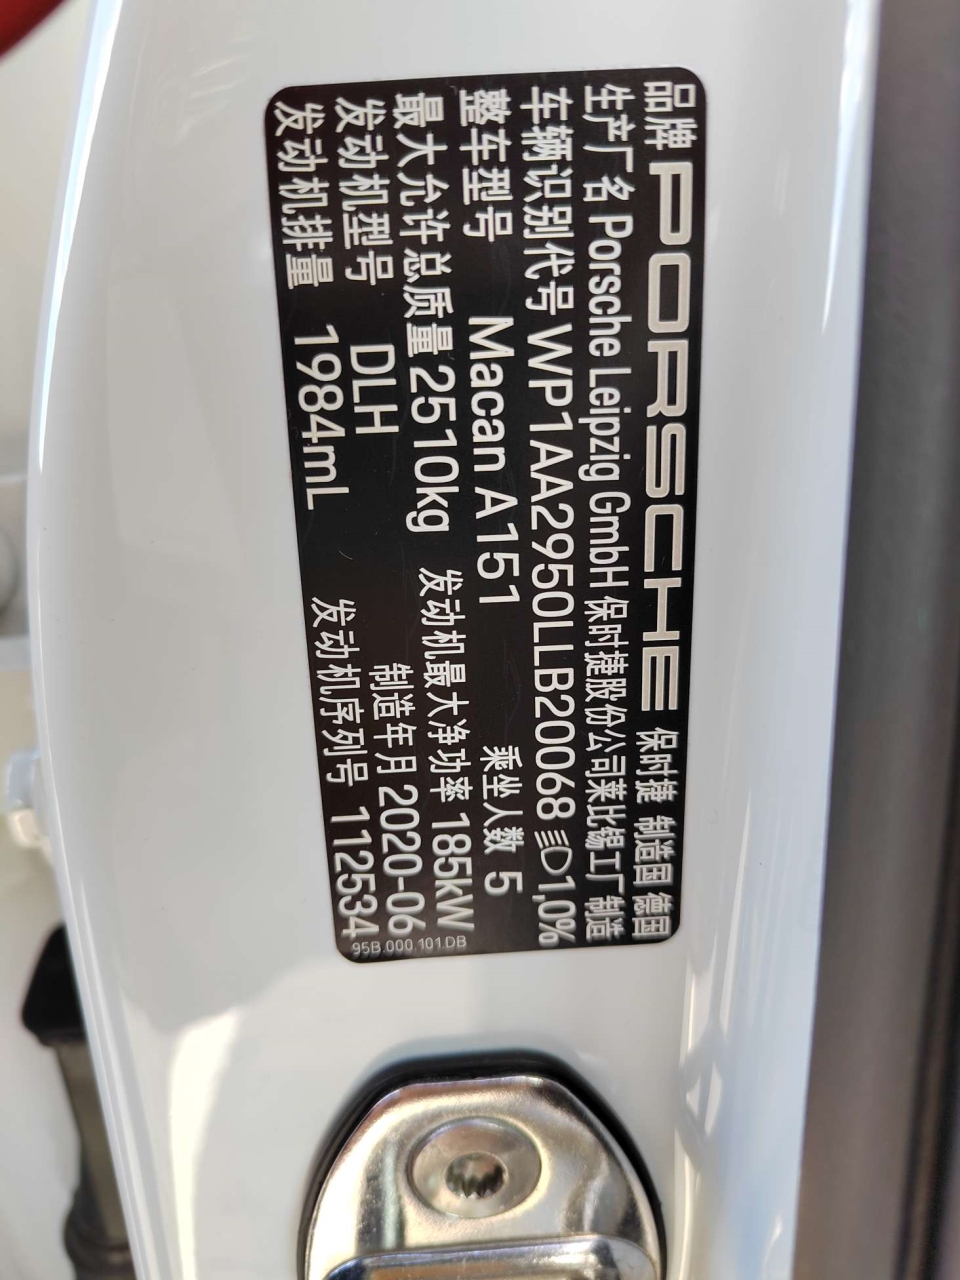 品牌 PORSCHE 保时捷 制造国 德国
生产厂名 Porsche Leipzig GmbH 保时捷股份公司莱比锡工厂制造
车辆识别代号 WP1AA2950LLB20068 1,0%
整车型号 Macan A151 乘坐人数 5
最大允许总质量 2510kg 发动机最大净功率 185kW
发动机型号 DLH 制造年月 2020-06
发动机排量 1984mL 发动机序列号 112534
95B.000.101.DB